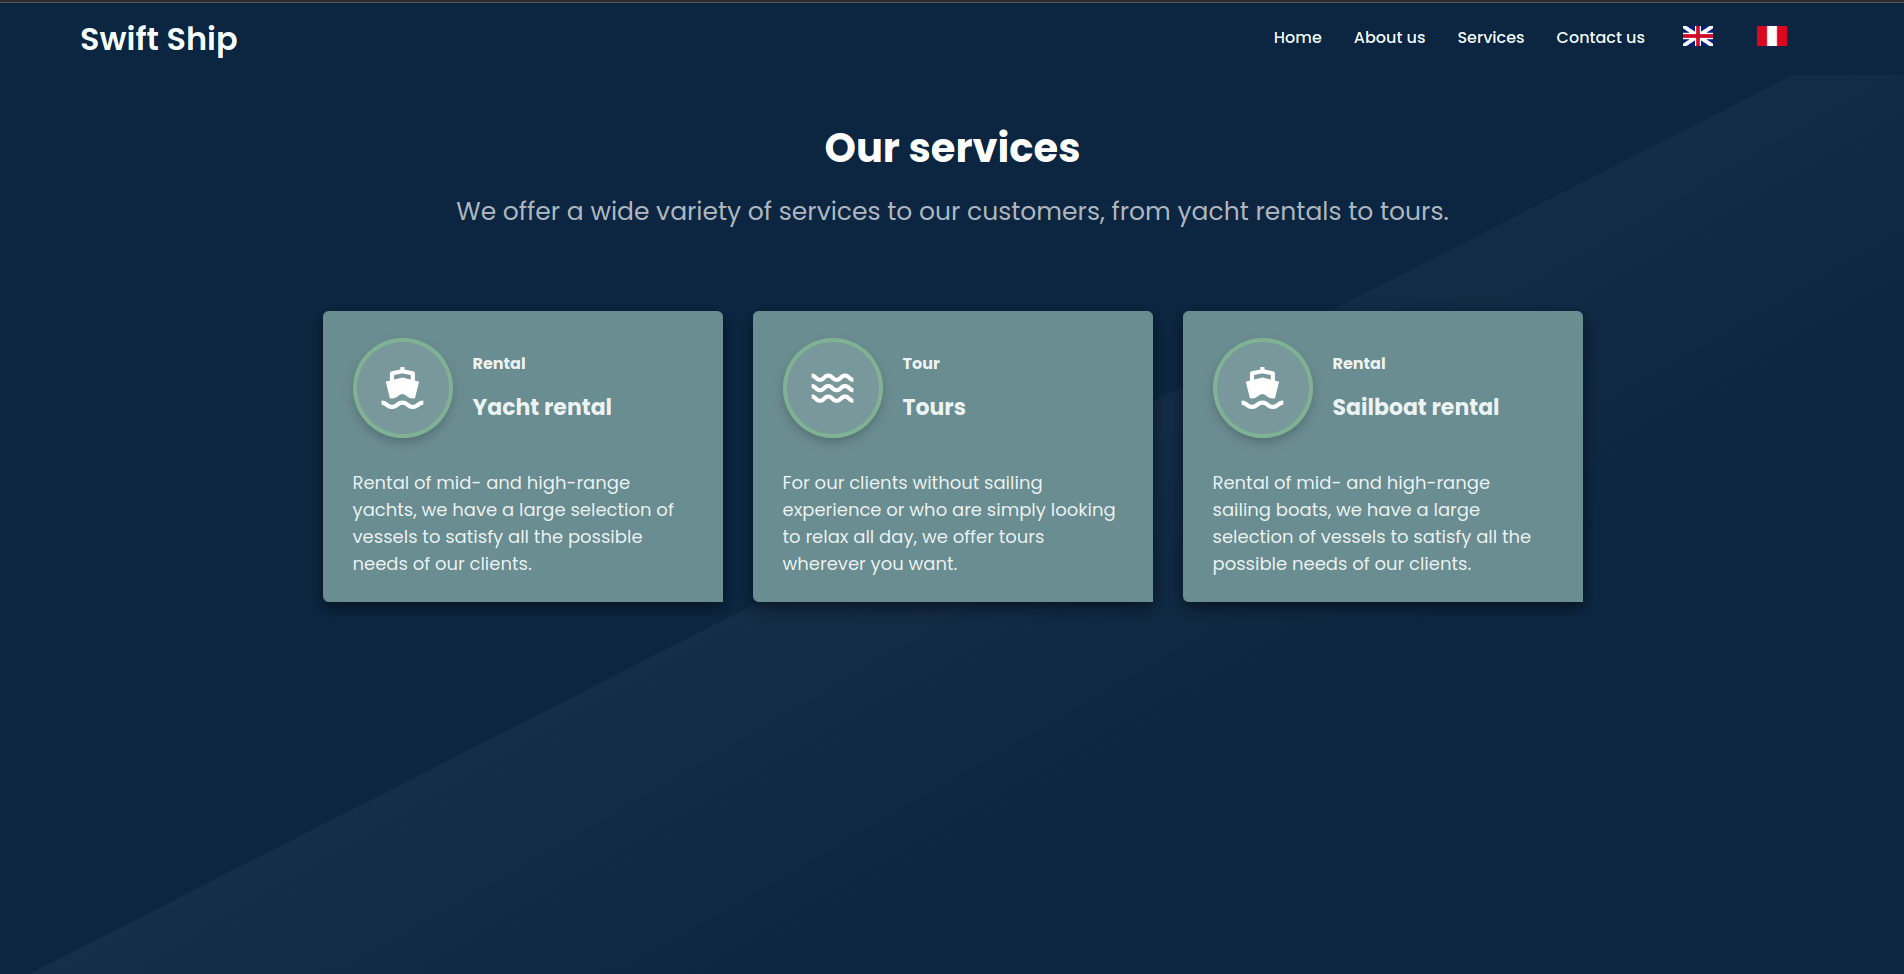 Swift Ship
Home About us Services Contact us
Our services
We offer a wide variety of services to our customers, from yacht rentals to tours.
Rental
Yacht rental
Rental of mid- and high-range
yachts, we have a large selection of
vessels to satisfy all the possible
needs of our clients.
Tour
Tours
For our clients without sailing
experience or who are simply looking
to relax all day, we offer tours
wherever you want.
Rental
Sailboat rental
Rental of mid- and high-range
sailing boats, we have a large
selection of vessels to satisfy all the
possible needs of our clients.